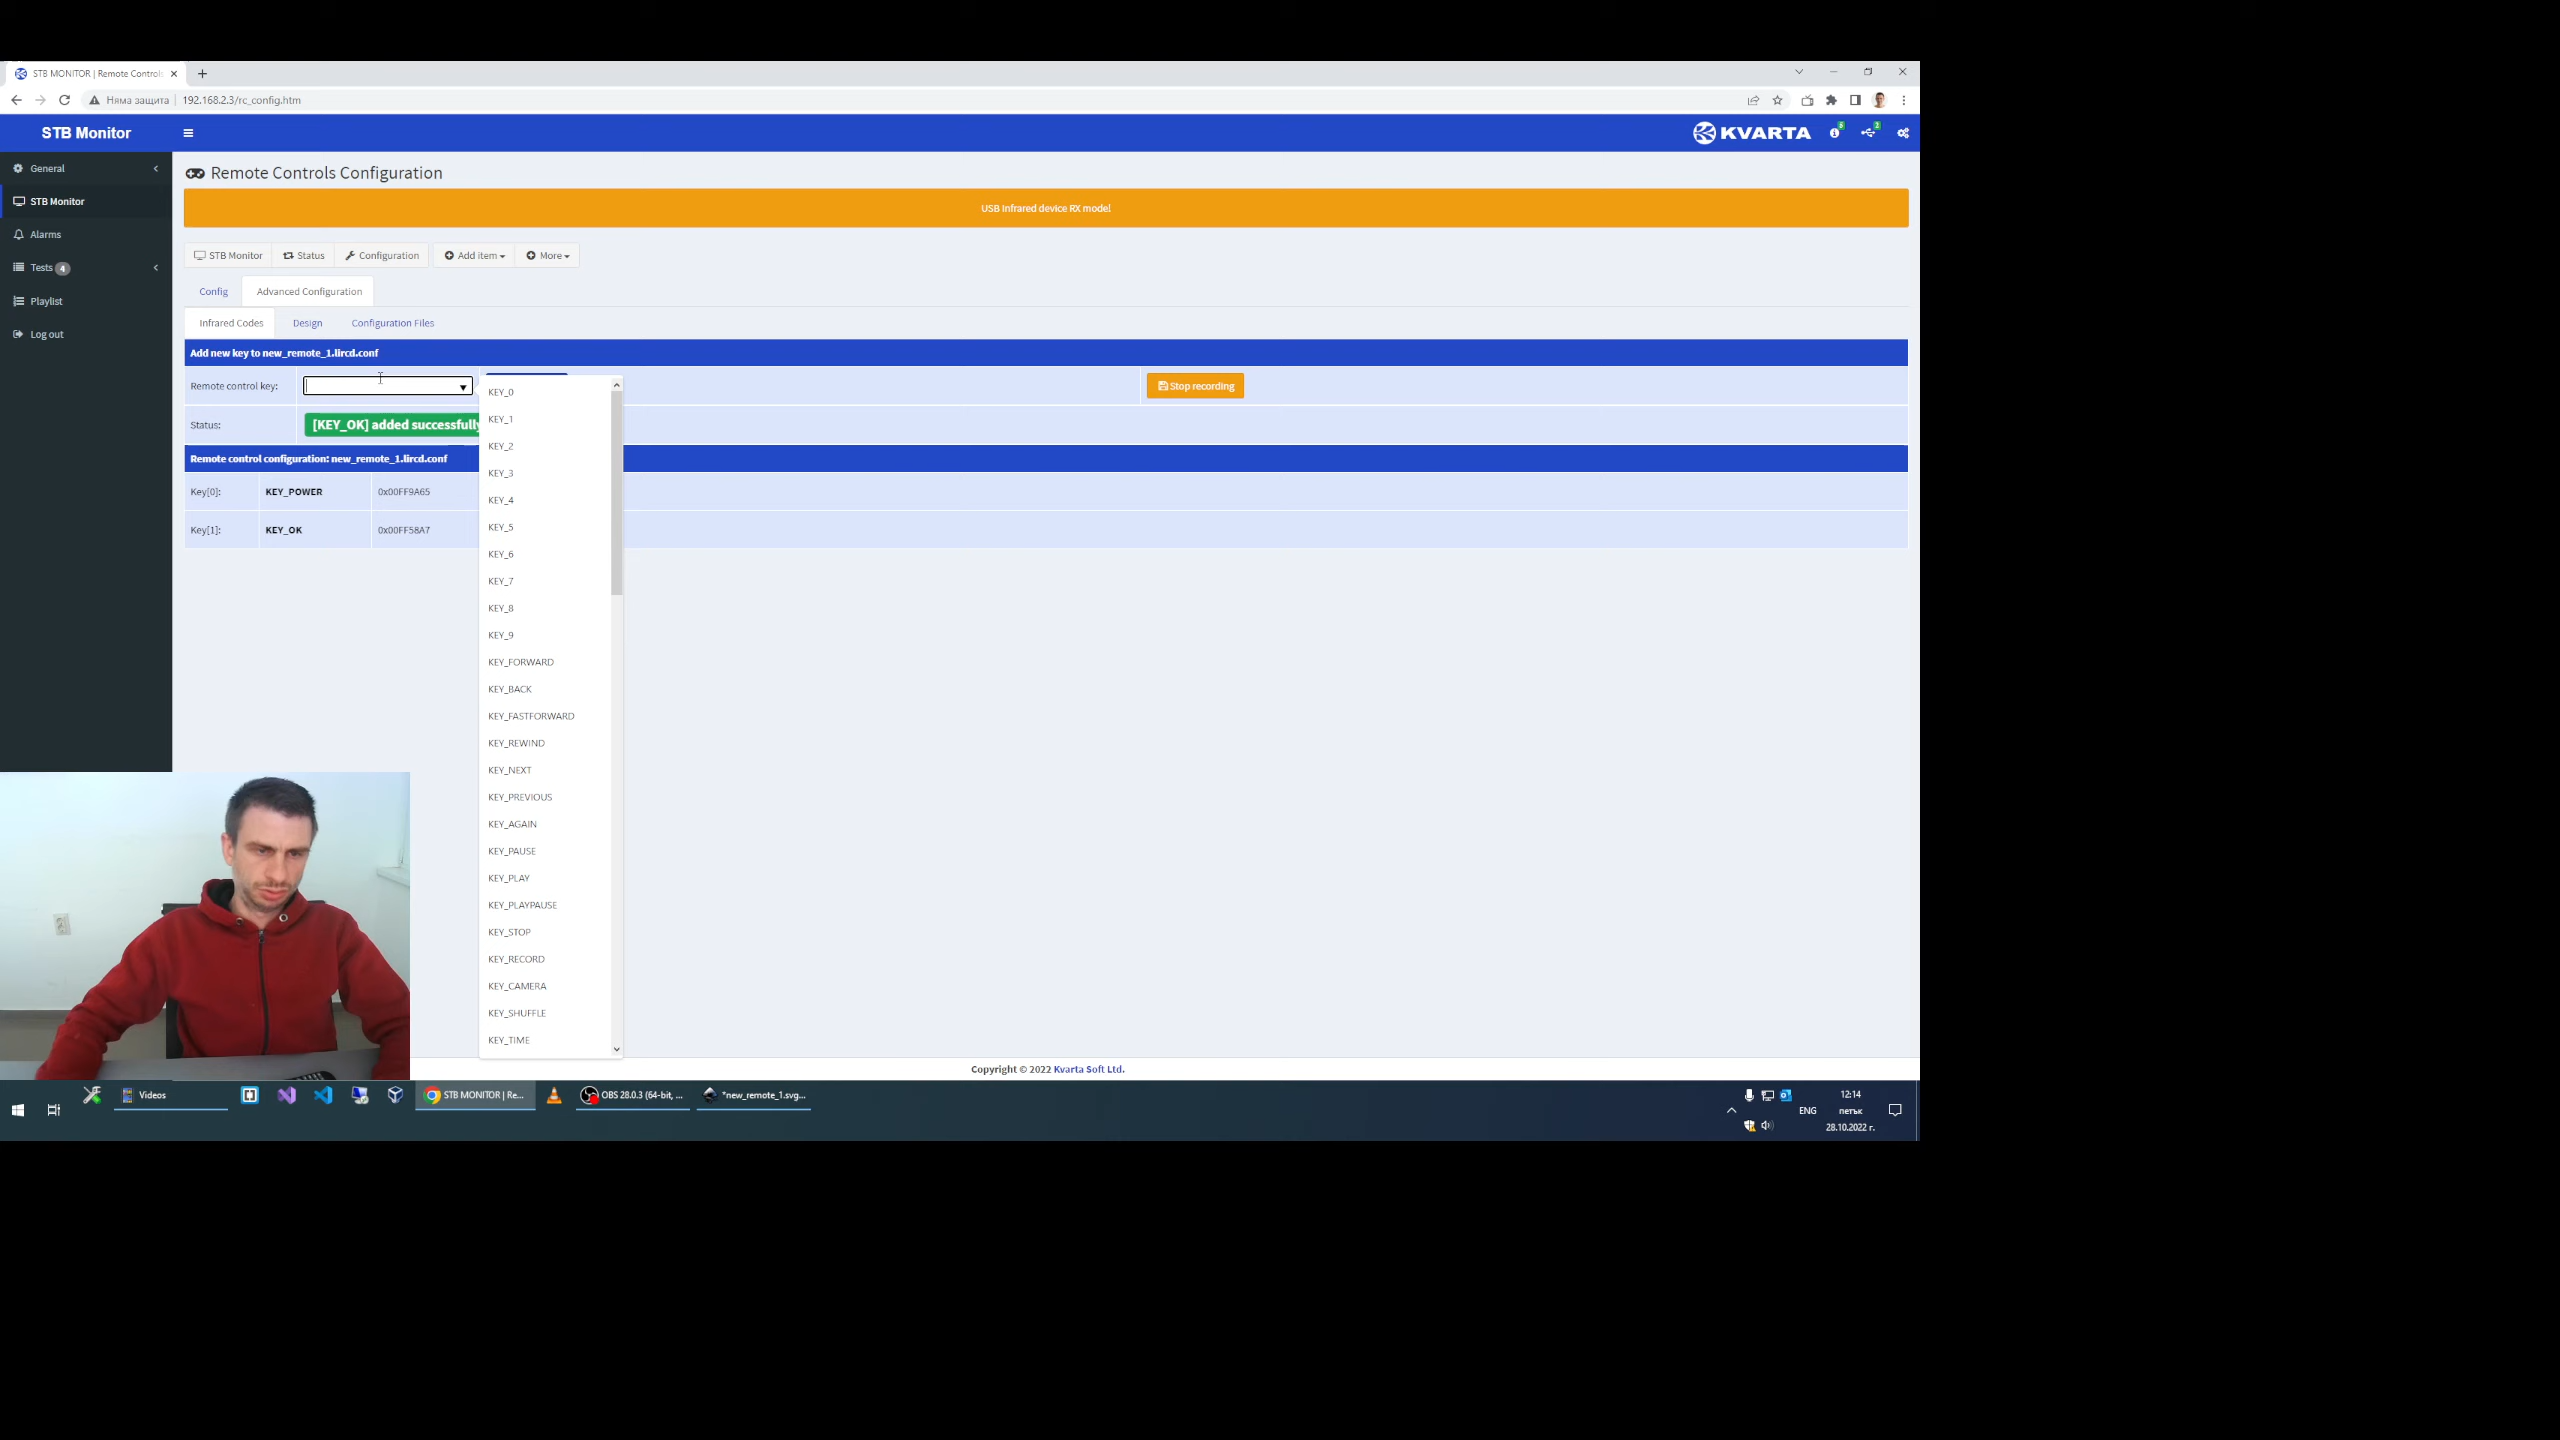 STB MONITOR | Remote Controls
Няма защита
192.168.2.3/rc_config.htm
STB Monitor
KVARTA
General
STB Monitor
Alarms
Tests 4
Playlist
Log out
Remote Controls Configuration
USB Infrared device RX model
STB Monitor
Status
Configuration
Add item
More
Config
Advanced Configuration
Infrared Codes
Design
Configuration Files
Add new key to new_remote_1.lircd.conf
Remote control key:
Stop recording
Status:
[KEY_OK] added successfully
Remote control configuration: new_remote_1.lircd.conf
Key[0]:
KEY_POWER
0x00FF9A65
Key[1]:
KEY_OK
0x00FF58A7
KEY_0
KEY_1
KEY_2
KEY_3
KEY_4
KEY_5
KEY_6
KEY_7
KEY_8
KEY_9
KEY_FORWARD
KEY_BACK
KEY_FASTFORWARD
KEY_REWIND
KEY_NEXT
KEY_PREVIOUS
KEY_AGAIN
KEY_PAUSE
KEY_PLAY
KEY_PLAYPAUSE
KEY_STOP
KEY_RECORD
KEY_CAMERA
KEY_SHUFFLE
KEY_TIME
Copyright © 2022 Kvarta Soft Ltd.
Videos
STB MONITOR | Re...
OBS 28.0.3 (64-bit, ...
*new_remote_1.svg...
ENG
12:14
петък
28.10.2022 г.